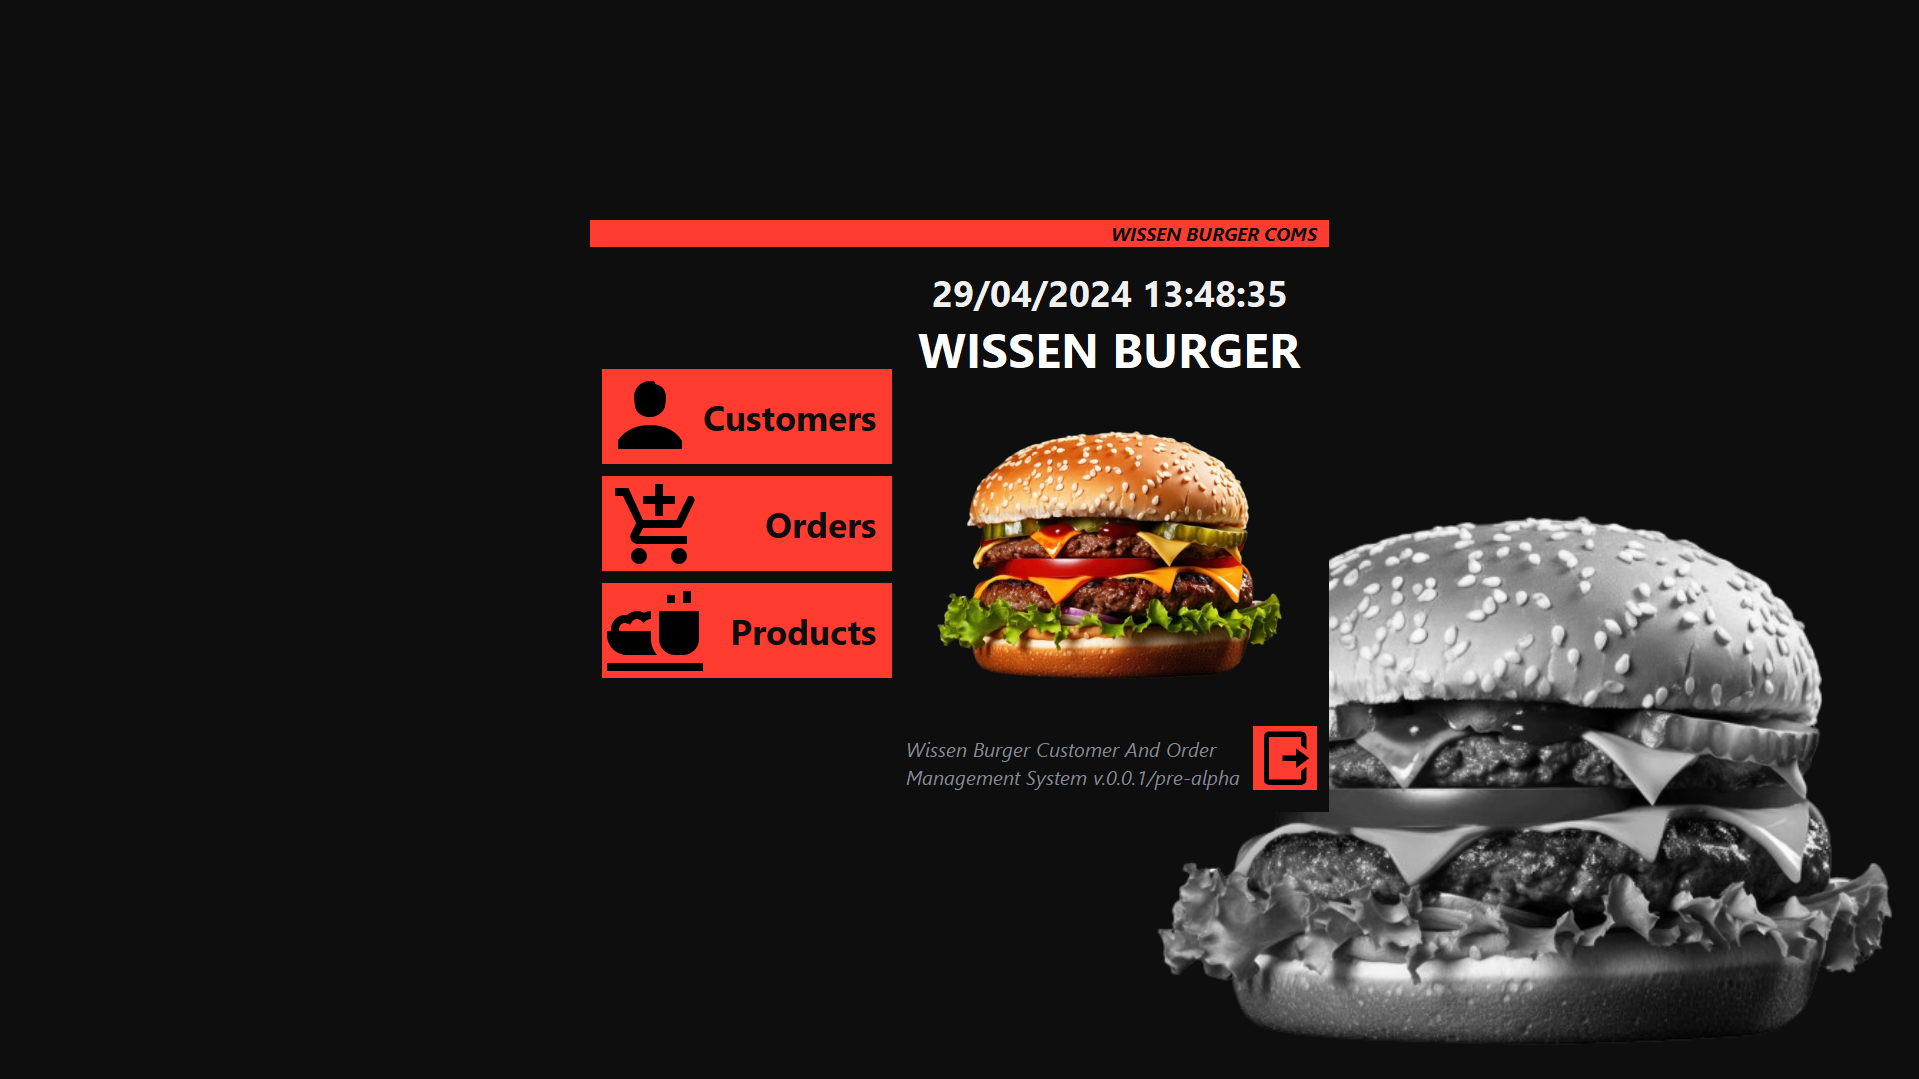 WISSEN BURGER COMS
29/04/2024 13:48:35
WISSEN BURGER
Customers
Orders
Products
Wissen Burger Customer And Order
Management System v.0.0.1/pre-alpha